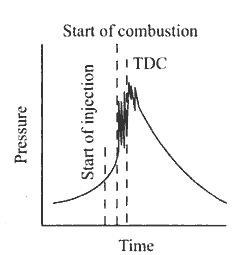 Start of combustion
TDC
Start of injection
Pressure
Time